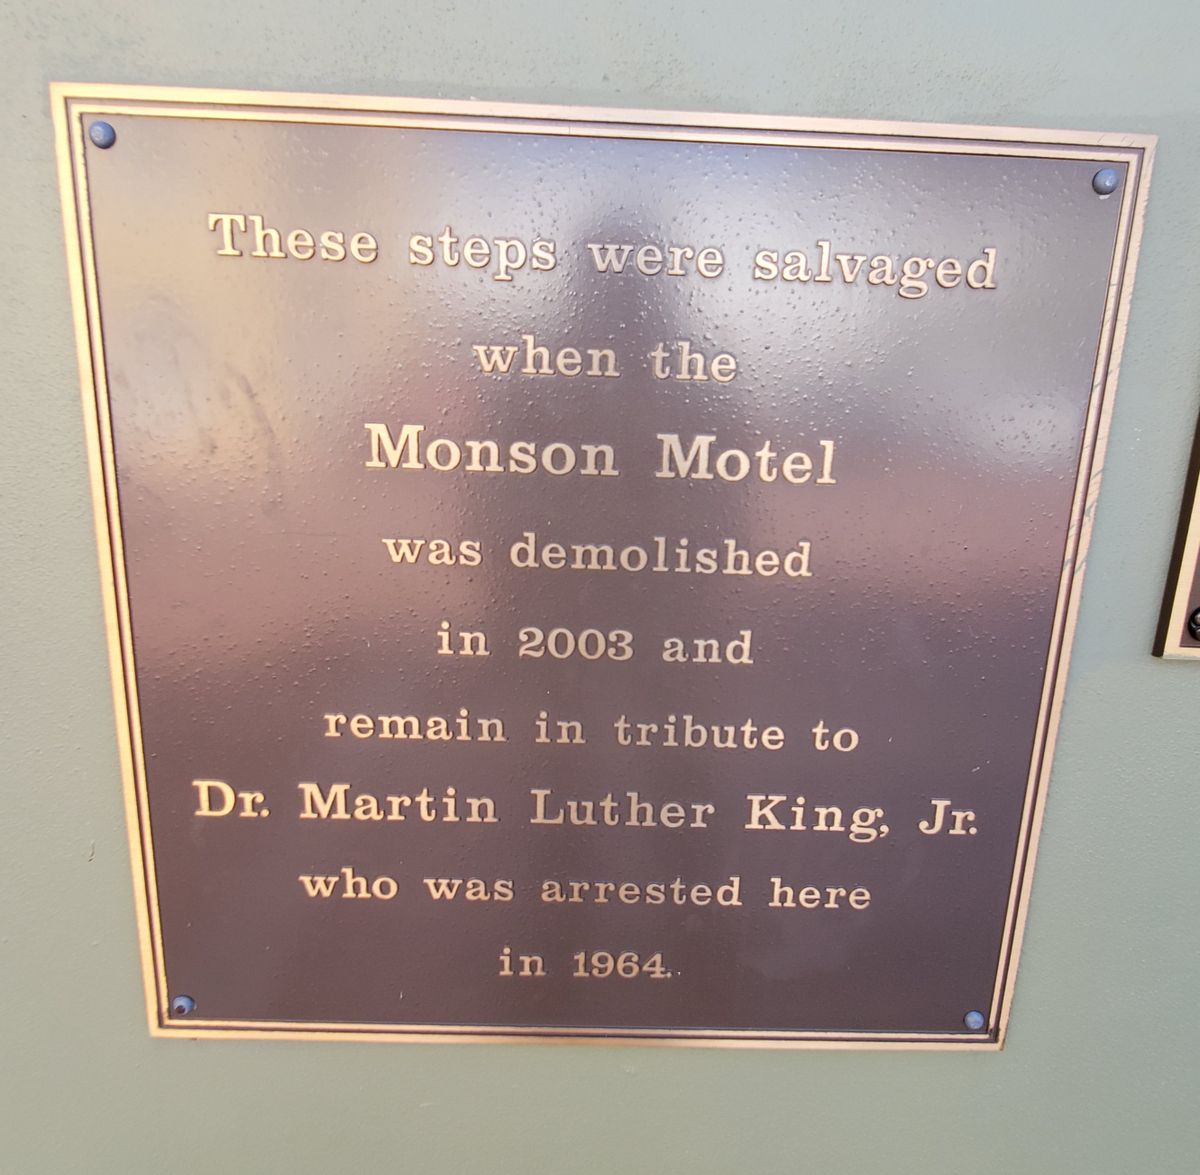 These steps were salvaged
when the
Monson Motel
was demolished
in 2003 and
remain in tribute to
Dr. Martin Luther King, Jr.
who was arrested here
in 1964.